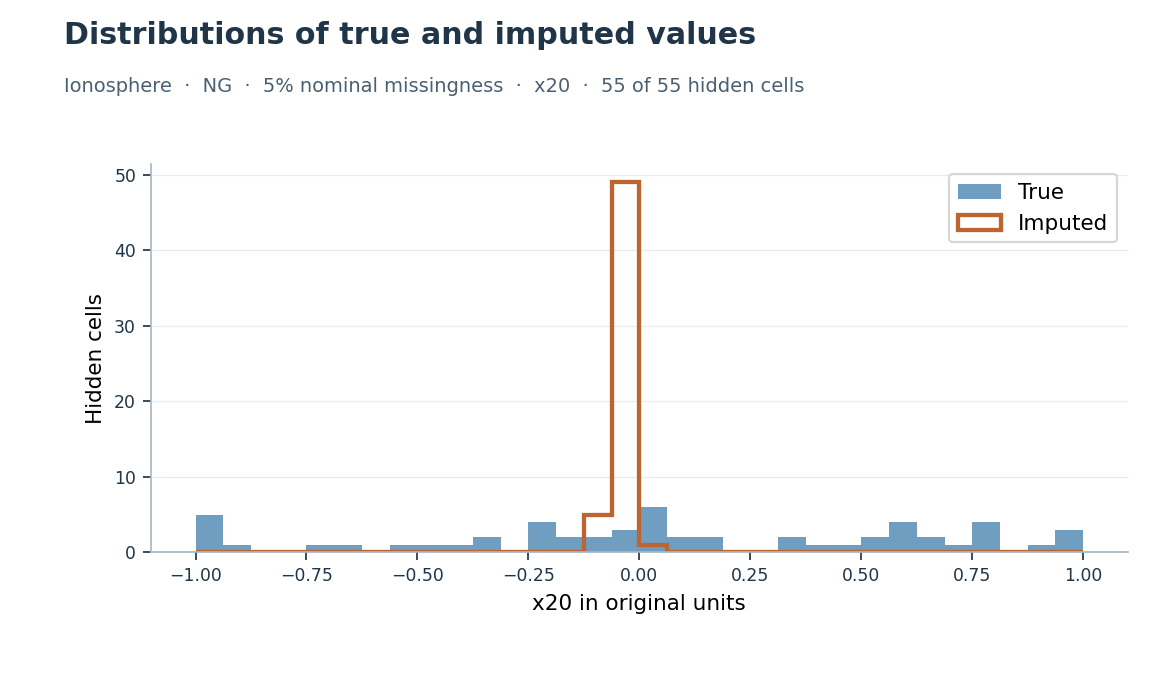 Distributions of true and imputed values
Ionosphere · NG · 5% nominal missingness · x20 · 55 of 55 hidden cells
True
Imputed
Hidden cells
50
40
30
20
10
0
−1.00 −0.75 −0.50 −0.25 0.00 0.25 0.50 0.75 1.00
x20 in original units